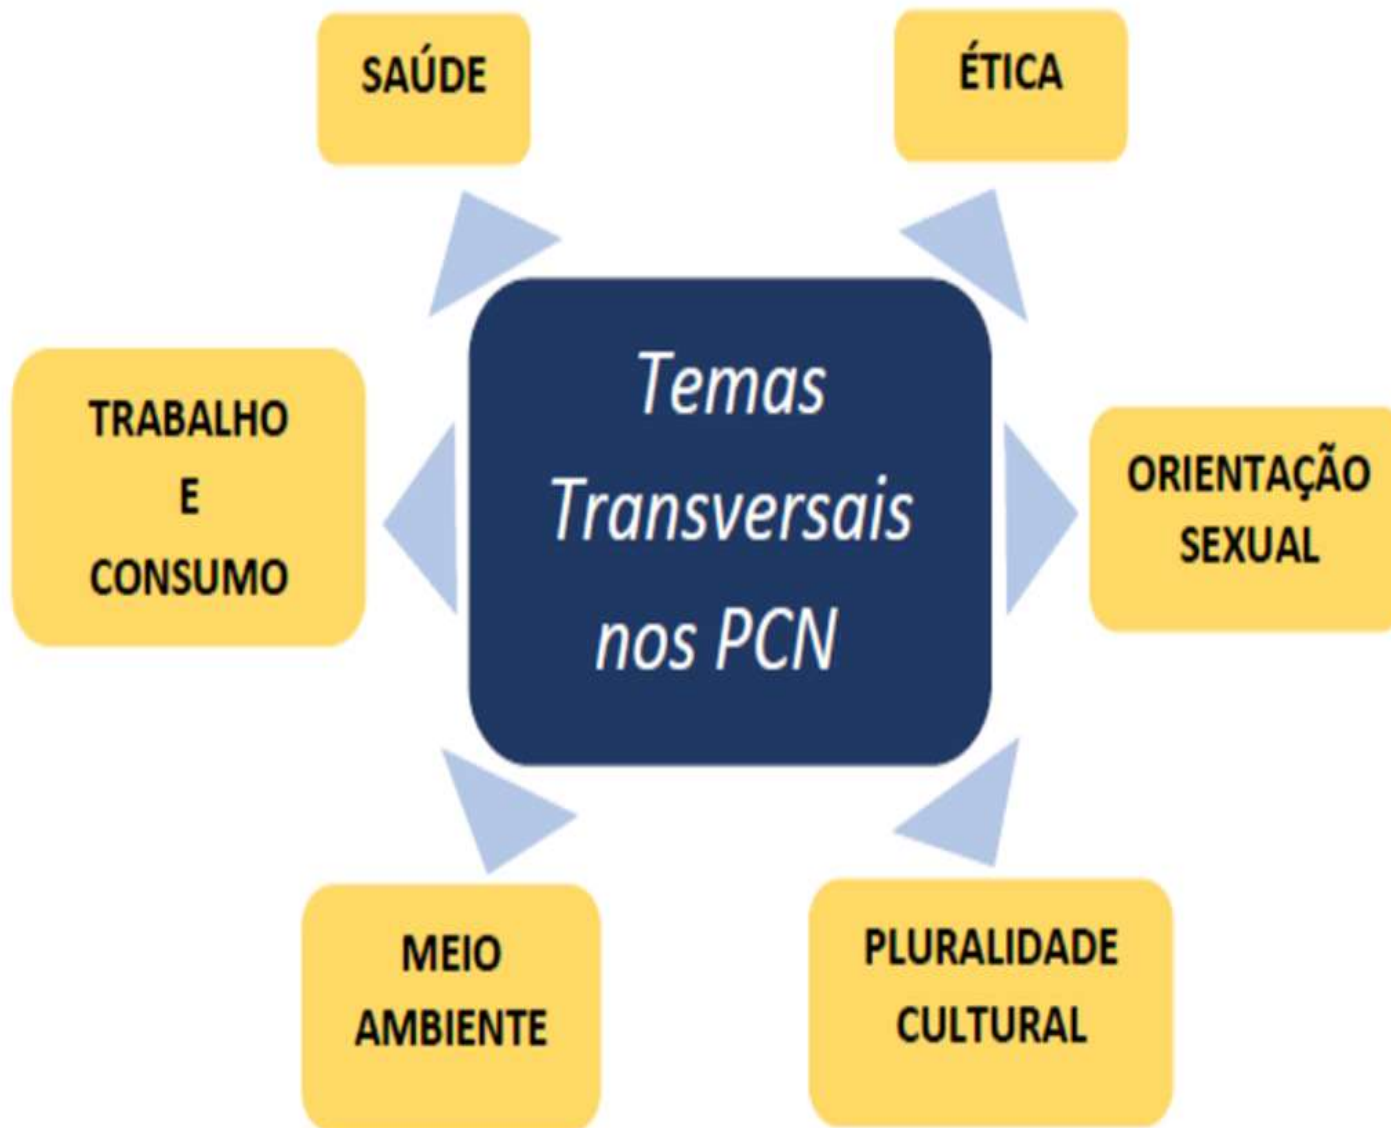 SAÚDE
ÉTICA
Temas
Transversais
nos PCN
TRABALHO
E
CONSUMO
ORIENTAÇÃO
SEXUAL
MEIO
AMBIENTE
PLURALIDADE
CULTURAL